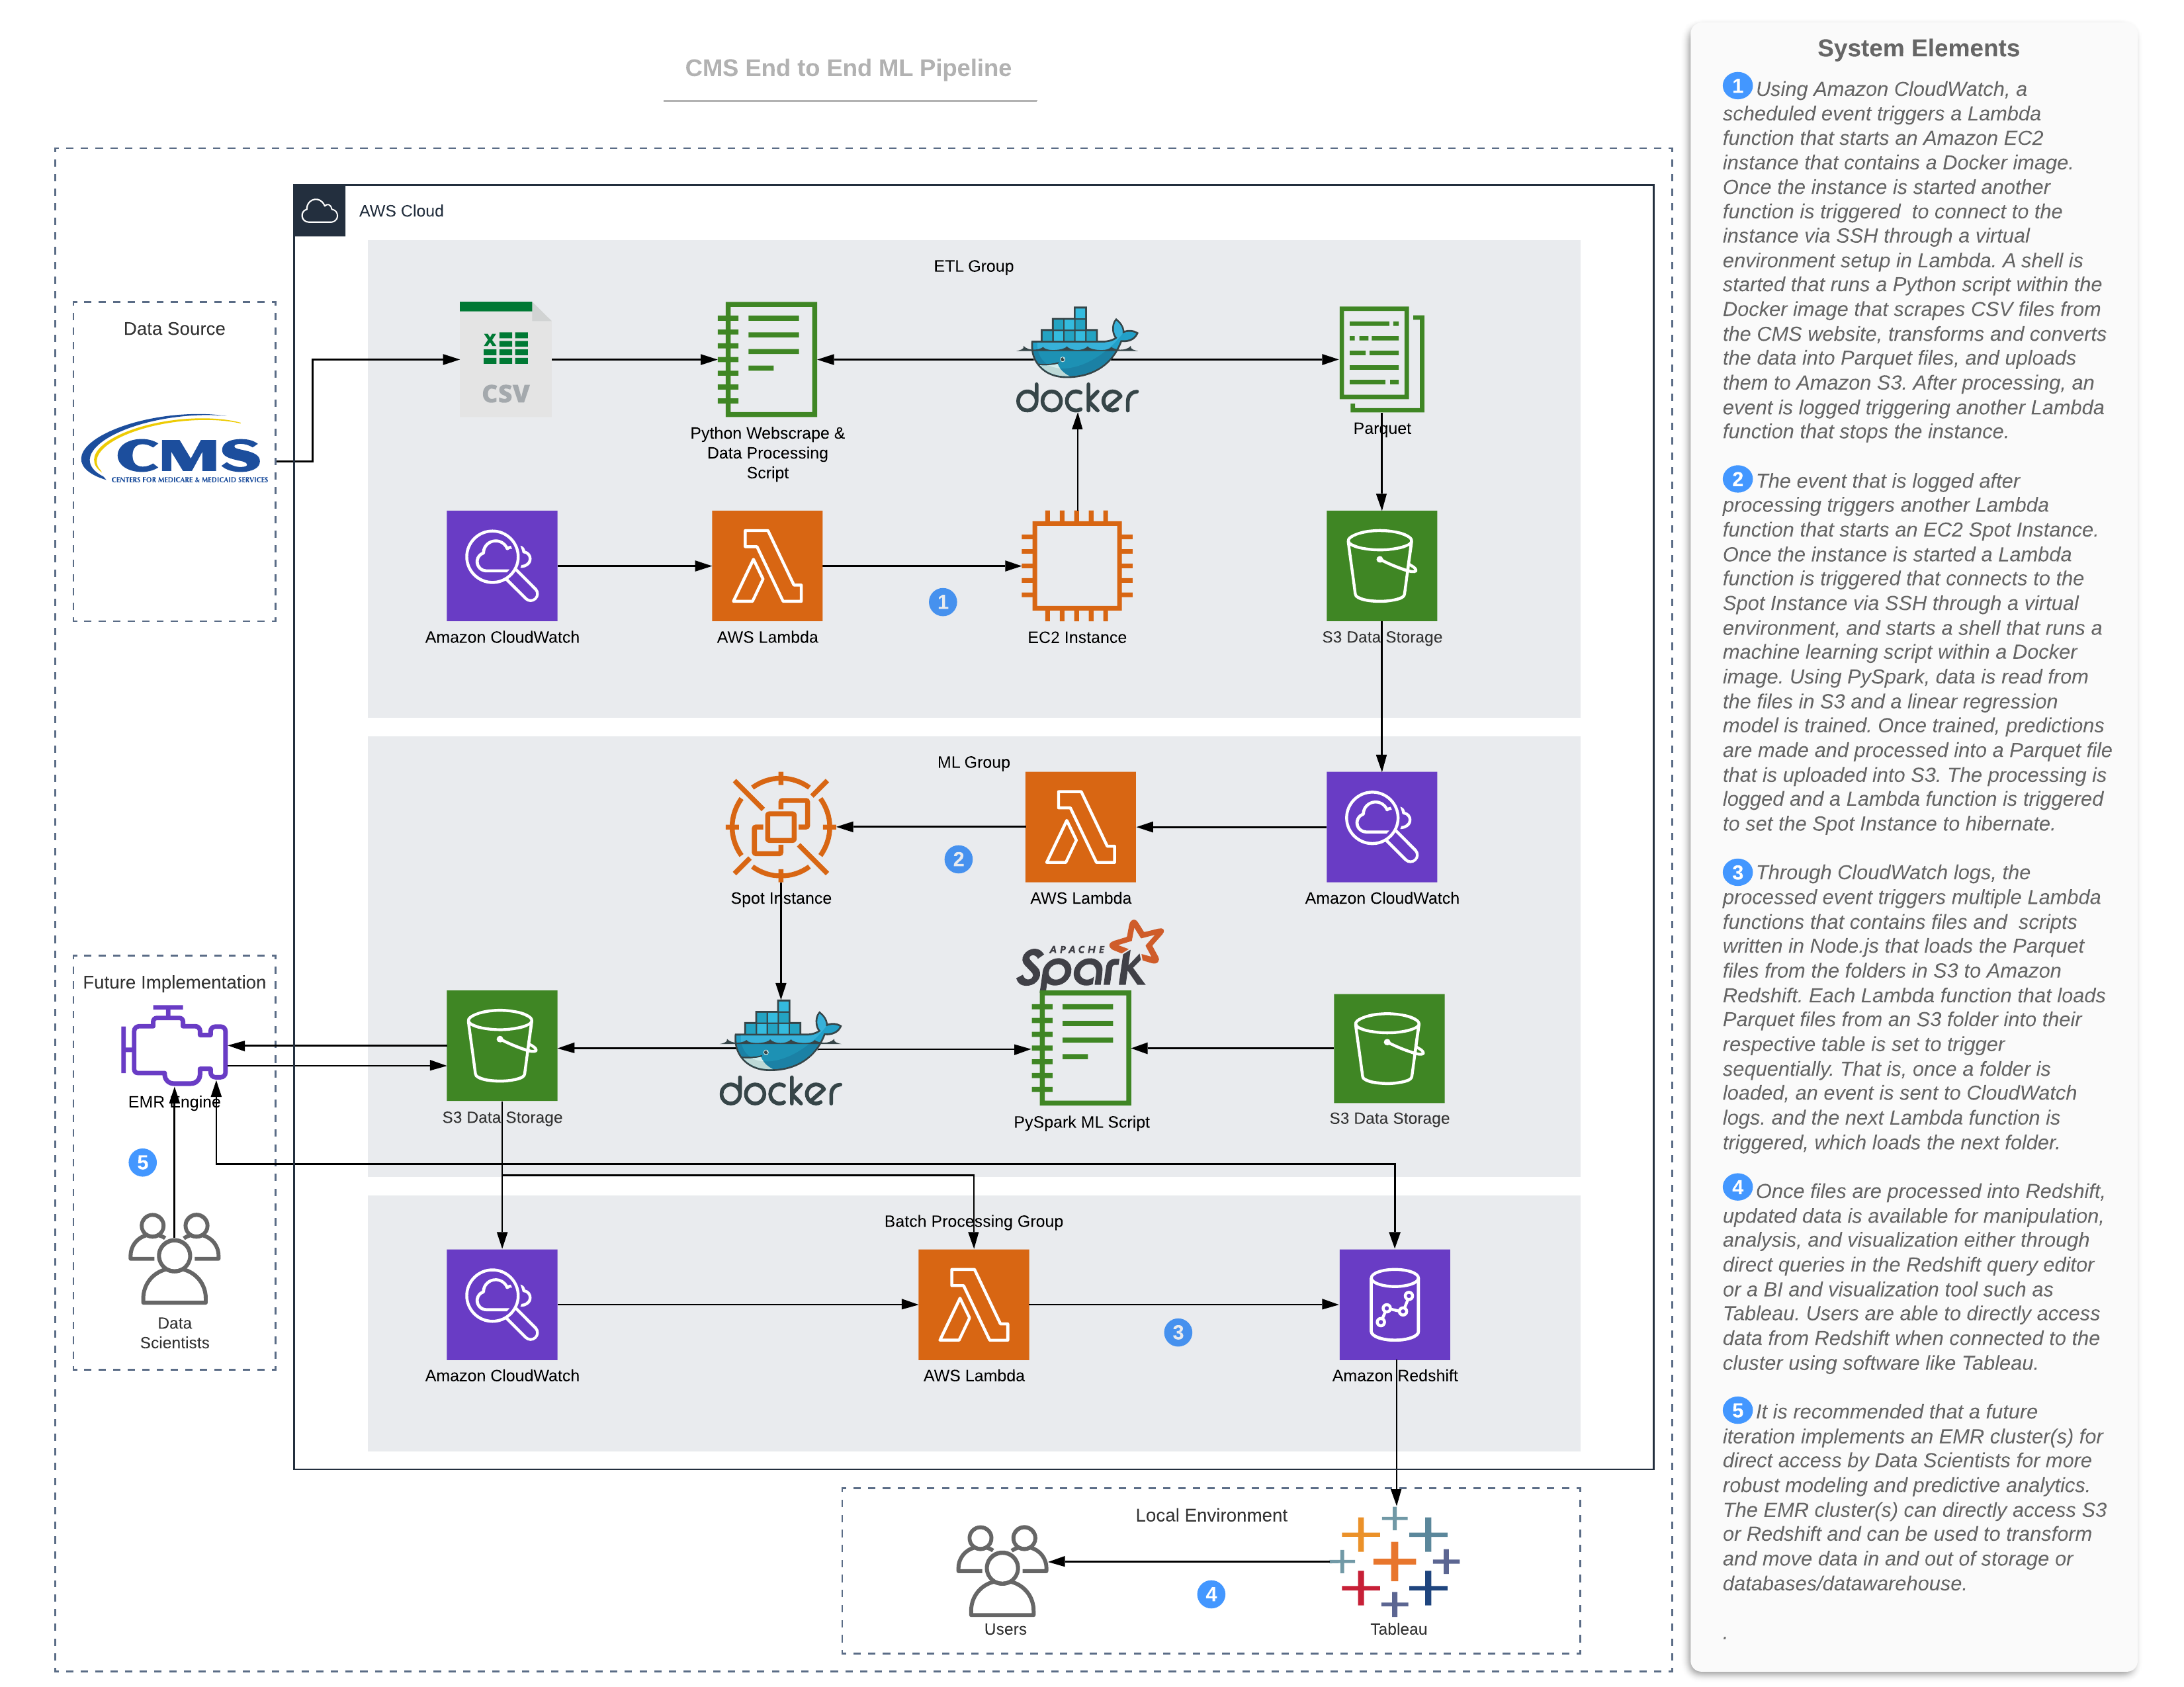 CMS End to End ML Pipeline
AWS Cloud
ETL Group
Data Source
CMS
CENTERS FOR MEDICARE & MEDICAID SERVICES
X
CSV
docker
Python Webscrape &
Data Processing
Script
Parquet
Amazon CloudWatch
AWS Lambda
1
EC2 Instance
S3 Data Storage
ML Group
Spot Instance
2
AWS Lambda
Amazon CloudWatch
APACHE
Spark
Future Implementation
EMR Engine
S3 Data Storage
docker
PySpark ML Script
S3 Data Storage
5
Data
Scientists
Batch Processing Group
Amazon CloudWatch
AWS Lambda
3
Amazon Redshift
Local Environment
Users
4
Tableau
System Elements
1 Using Amazon CloudWatch, a
scheduled event triggers a Lambda
function that starts an Amazon EC2
instance that contains a Docker image.
Once the instance is started another
function is triggered  to connect to the
instance via SSH through a virtual
environment setup in Lambda. A shell is
started that runs a Python script within the
Docker image that scrapes CSV files from
the CMS website, transforms and converts
the data into Parquet files, and uploads
them to Amazon S3. After processing, an
event is logged triggering another Lambda
function that stops the instance.
2 The event that is logged after
processing triggers another Lambda
function that starts an EC2 Spot Instance.
Once the instance is started a Lambda
function is triggered that connects to the
Spot Instance via SSH through a virtual
environment, and starts a shell that runs a
machine learning script within a Docker
image. Using PySpark, data is read from
the files in S3 and a linear regression
model is trained. Once trained, predictions
are made and processed into a Parquet file
that is uploaded into S3. The processing is
logged and a Lambda function is triggered
to set the Spot Instance to hibernate.
3 Through CloudWatch logs, the
processed event triggers multiple Lambda
functions that contains files and  scripts
written in Node.js that loads the Parquet
files from the folders in S3 to Amazon
Redshift. Each Lambda function that loads
Parquet files from an S3 folder into their
respective table is set to trigger
sequentially. That is, once a folder is
loaded, an event is sent to CloudWatch
logs. and the next Lambda function is
triggered, which loads the next folder.
4 Once files are processed into Redshift,
updated data is available for manipulation,
analysis, and visualization either through
direct queries in the Redshift query editor
or a BI and visualization tool such as
Tableau. Users are able to directly access
data from Redshift when connected to the
cluster using software like Tableau.
5 It is recommended that a future
iteration implements an EMR cluster(s) for
direct access by Data Scientists for more
robust modeling and predictive analytics.
The EMR cluster(s) can directly access S3
or Redshift and can be used to transform
and move data in and out of storage or
databases/datawarehouse.
.